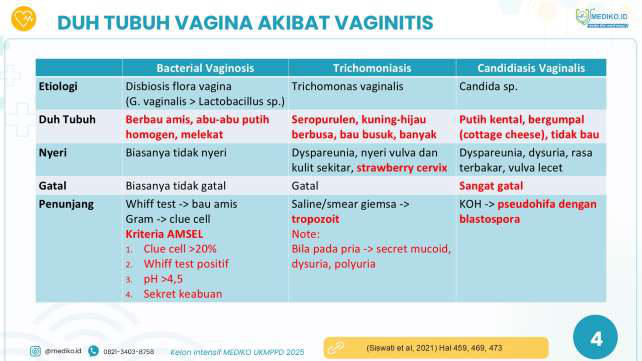 DUH TUBUH VAGINA AKIBAT VAGINITIS
MEDIKO.ID
Bacterial Vaginosis
Trichomoniasis
Candidiasis Vaginalis
Etiologi
Disbiosis flora vagina
(G. vaginalis > Lactobacillus sp.)
Trichomonas vaginalis
Candida sp.
Duh Tubuh
Berbau amis, abu-abu putih
homogen, melekat
Seropurulen, kuning-hijau
berbusa, bau busuk, banyak
Putih kental, bergumpal
(cottage cheese), tidak bau
Nyeri
Biasanya tidak nyeri
Dyspareunia, nyeri vulva dan
kulit sekitar, strawberry cervix
Dyspareunia, dysuria, rasa
terbakar, vulva lecet
Gatal
Biasanya tidak gatal
Gatal
Sangat gatal
Penunjang
Whiff test -> bau amis
Gram -> clue cell
Kriteria AMSEL
1. Clue cell >20%
2. Whiff test positif
3. pH >4,5
4. Sekret keabuan
Saline/smear giemsa ->
tropozoit
Note:
Bila pada pria -> secret mucoid,
dysuria, polyuria
KOH -> pseudohifa dengan
blastospora
@mediko.id
0821-3403-8758
Kelon Intensif MEDIKO UKMPPD 2025
(Siswati et al, 2021) Hal 459, 469, 473
4